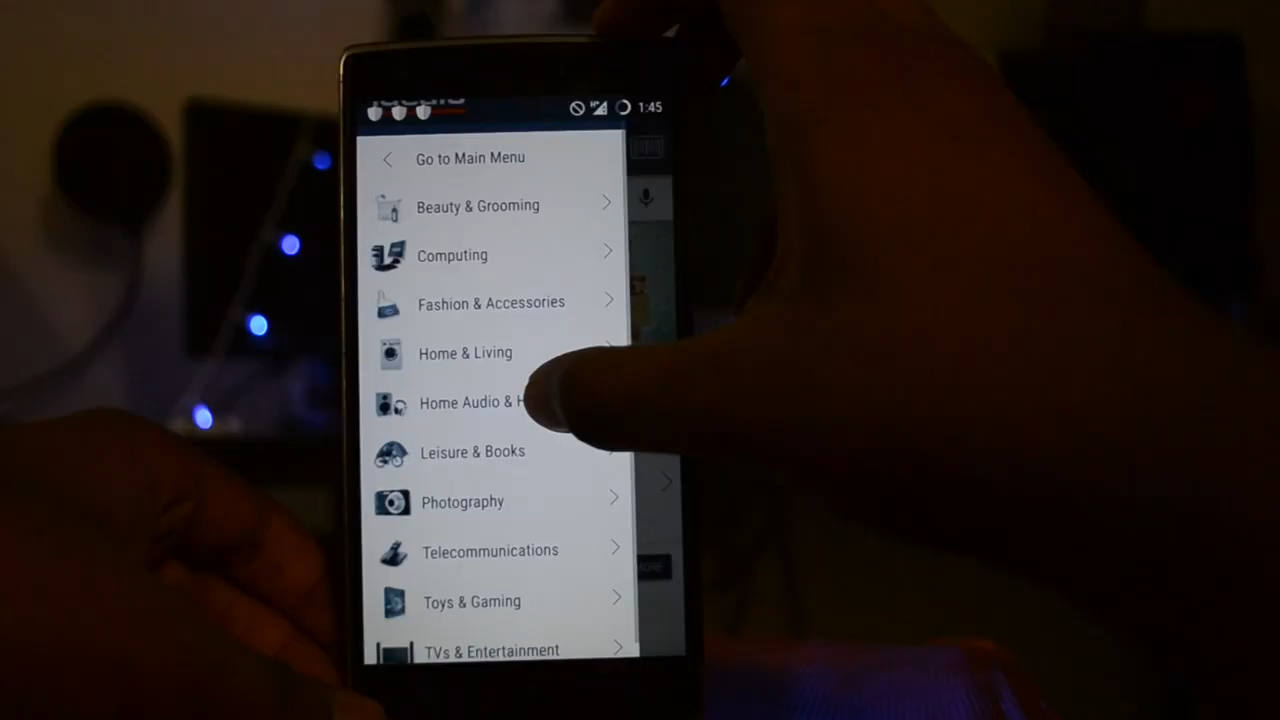 H+ 1:45
Go to Main Menu
Beauty & Grooming
Computing
Fashion & Accessories
Home & Living
Home Audio & H
Leisure & Books
Photography
Telecommunications
Toys & Gaming
TVs & Entertainment
MORE